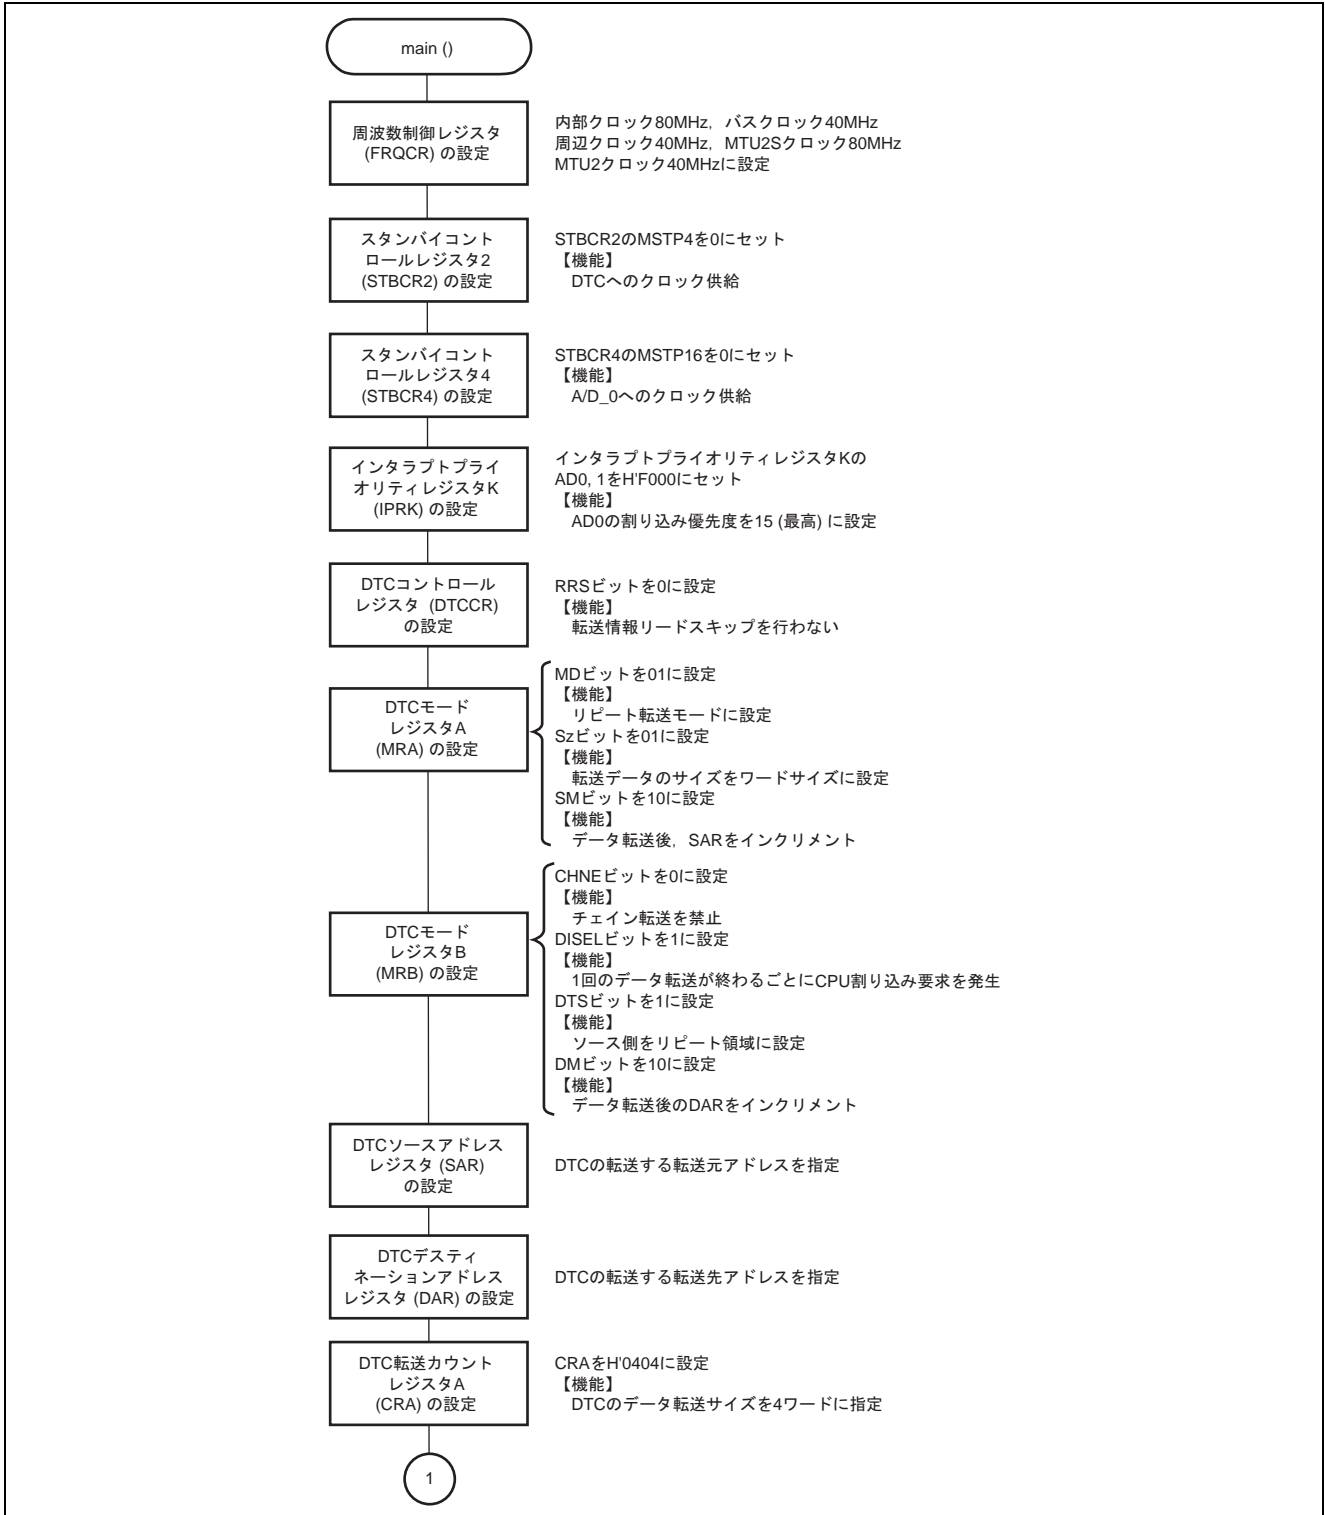 main ()
周波数制御レジスタ
(FRQCR) の設定
内部クロック80MHz，バスクロック40MHz
周辺クロック40MHz，MTU2Sクロック80MHz
MTU2クロック40MHzに設定
スタンバイコント
ロールレジスタ2
(STBCR2) の設定
STBCR2のMSTP4を0にセット
【機能】
DTCへのクロック供給
スタンバイコント
ロールレジスタ4
(STBCR4) の設定
STBCR4のMSTP16を0にセット
【機能】
A/D_0へのクロック供給
インタラプトプライ
オリティレジスタK
(IPRK) の設定
インタラプトプライオリティレジスタKの
AD0, 1をH'F000にセット
【機能】
AD0の割り込み優先度を15 (最高) に設定
DTCコントロール
レジスタ (DTCCR)
の設定
RRSビットを0に設定
【機能】
転送情報リードスキップを行わない
DTCモード
レジスタA
(MRA) の設定
MDビットを01に設定
【機能】
リピート転送モードに設定
Szビットを01に設定
【機能】
転送データのサイズをワードサイズに設定
SMビットを10に設定
【機能】
データ転送後，SARをインクリメント
DTCモード
レジスタB
(MRB) の設定
CHNEビットを0に設定
【機能】
チェイン転送を禁止
DISELビットを1に設定
【機能】
1回のデータ転送が終わるごとにCPU割り込み要求を発生
DTSビットを1に設定
【機能】
ソース側をリピート領域に設定
DMビットを10に設定
【機能】
データ転送後のDARをインクリメント
DTCソースアドレス
レジスタ (SAR)
の設定
DTCの転送する転送元アドレスを指定
DTCデスティ
ネーションアドレス
レジスタ (DAR) の設定
DTCの転送する転送先アドレスを指定
DTC転送カウント
レジスタA
(CRA) の設定
CRAをH'0404に設定
【機能】
DTCのデータ転送サイズを4ワードに指定
1